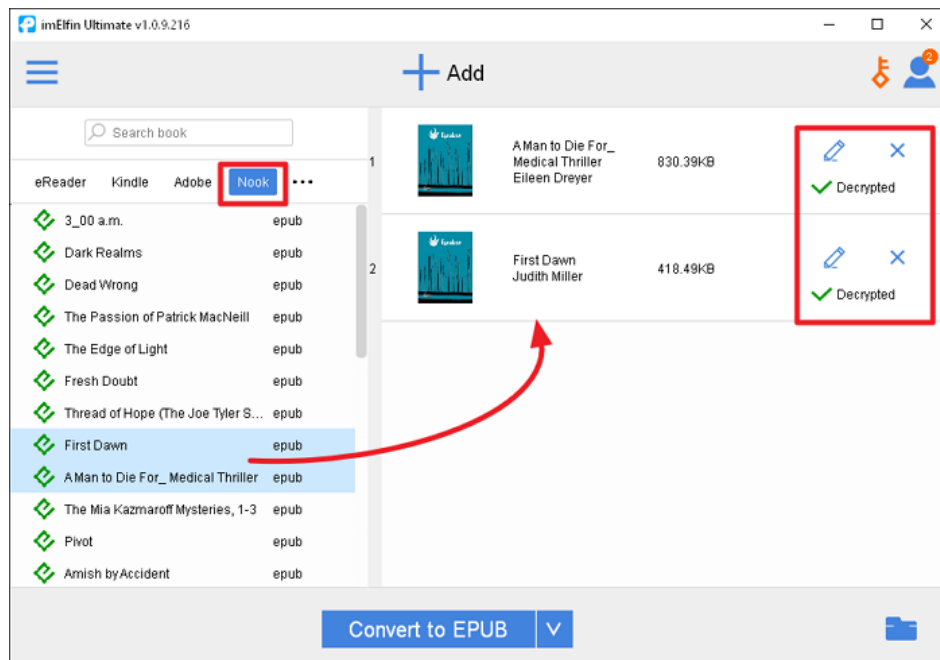 imElfin Ultimate v1.0.9.216
Add
2
Search book
eReader Kindle Adobe Nook
3_00 a.m. epub
Dark Realms epub
Dead Wrong epub
The Passion of Patrick MacNeill epub
The Edge of Light epub
Fresh Doubt epub
Thread of Hope (The Joe Tyler S... epub
First Dawn epub
A Man to Die For_ Medical Thriller epub
The Mia Kazmaroff Mysteries, 1-3 epub
Pivot epub
Amish by Accident epub
1
Epubor
A Man to Die For_
Medical Thriller
Eileen Dreyer
830.39KB
Decrypted
2
Epubor
First Dawn
Judith Miller
418.49KB
Decrypted
Convert to EPUB V